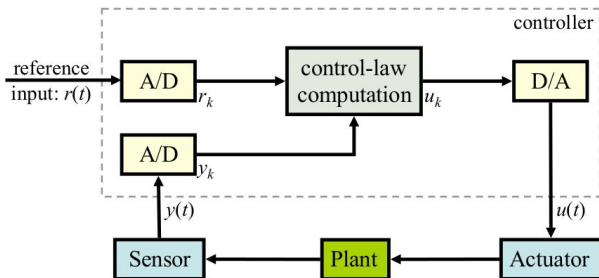 controller
reference
input: r(t)
A/D
r_k
control-law
computation
u_k
D/A
A/D
y_k
y(t)
u(t)
Sensor
Plant
Actuator